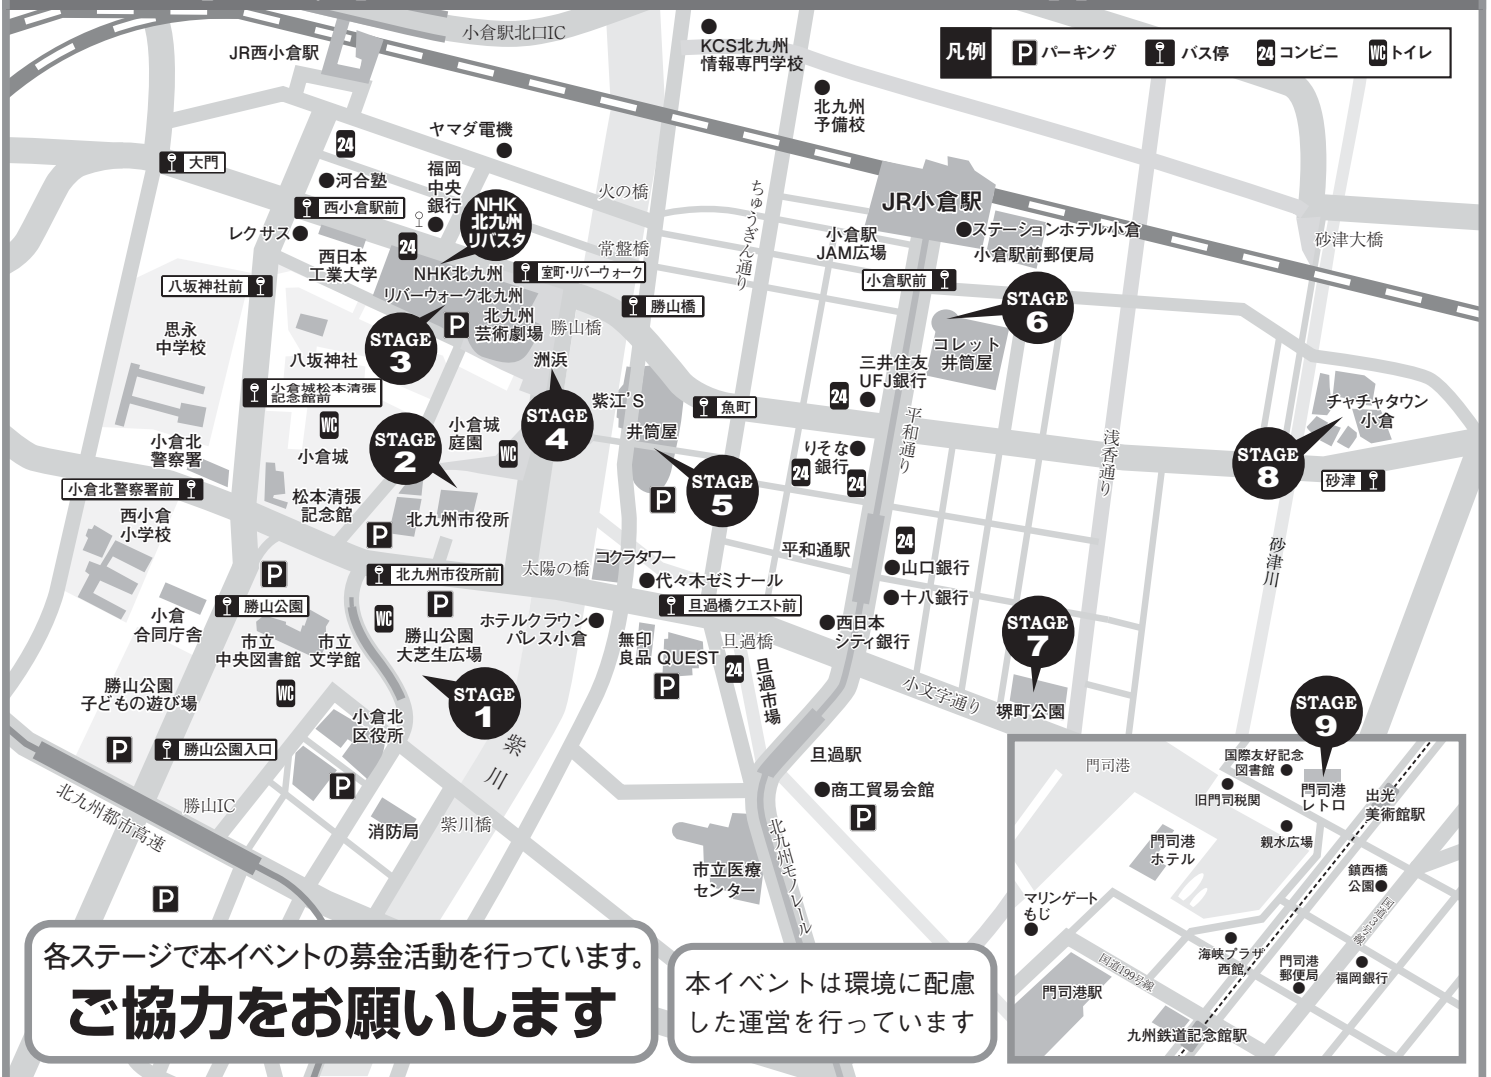 小倉駅北口IC
JR西小倉駅
KCS北九州
情報専門学校
凡例
P パーキング
バス停
24 コンビニ
WC トイレ
北九州
予備校
ヤマダ電機
24
大門
河合塾
福岡
中央
銀行
西小倉駅前
NHK
北九州
リバスタ
火の橋
ちゅうぎん通り
JR小倉駅
レクサス
24
常盤橋
小倉駅
JAM広場
ステーションホテル小倉
小倉駅前郵便局
砂津大橋
西日本
工業大学
NHK北九州
室町・リバーウォーク
小倉駅前
八坂神社前
リバーウォーク北九州
勝山橋
STAGE
6
思永
中学校
P
北九州
芸術劇場
勝山橋
STAGE
3
八坂神社
洲浜
コレット
井筒屋
三井住友
UFJ銀行
24
小倉城松本清張
記念館前
紫江'S
魚町
平和通り
チャチャタウン
小倉
WC
STAGE
2
小倉城
庭園
WC
STAGE
4
井筒屋
浅香通り
小倉北
警察署
小倉城
りそな
銀行
24
24
STAGE
8
砂津
小倉北警察署前
松本清張
記念館
STAGE
5
P
西小倉
小学校
北九州市役所
P
コクラタワー
平和通駅
24
砂津川
P
北九州市役所前
太陽の橋
代々木ゼミナール
山口銀行
勝山公園
P
旦過橋クエスト前
十八銀行
小倉
合同庁舎
WC
ホテルクラウン
パレス小倉
西日本
シティ銀行
STAGE
7
市立
中央図書館
市立
文学館
勝山公園
大芝生広場
無印
良品
QUEST
旦過橋
24
旦過市場
P
勝山公園
子どもの遊び場
WC
STAGE
1
小文字通り
堺町公園
小倉北
区役所
紫川
P
勝山公園入口
旦過駅
P
商工貿易会館
P
北九州都市高速
勝山IC
消防局
紫川橋
北九州モノレール
市立医療
センター
P
STAGE
9
門司港
国際友好記念
図書館
旧門司税関
門司港
レトロ
出光
美術館駅
親水広場
門司港
ホテル
鎮西橋
公園
マリンゲート
もじ
国道3号線
海峡プラザ
西館
門司港
郵便局
福岡銀行
国道199号線
門司港駅
九州鉄道記念館駅
各ステージで本イベントの募金活動を行っています。
ご協力をお願いします
本イベントは環境に配慮
した運営を行っています